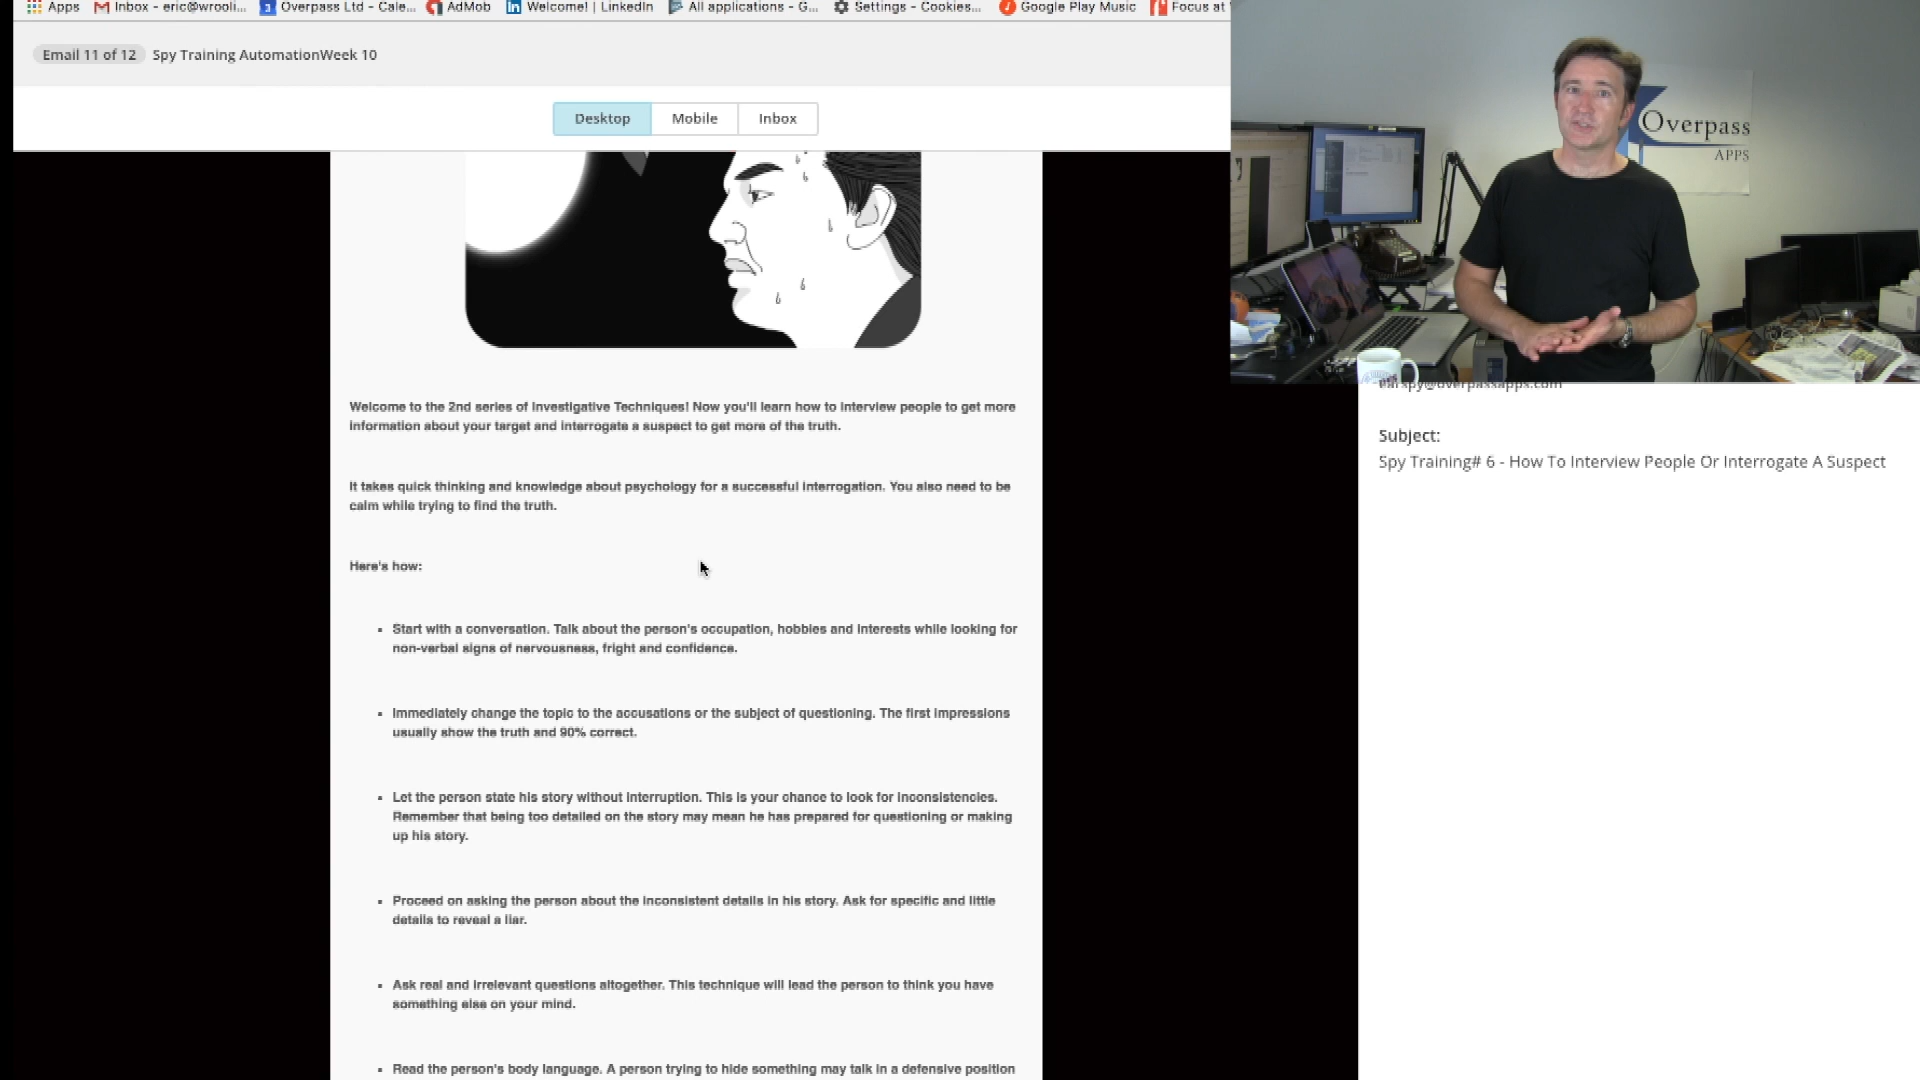 Apps
Inbox - eric@wrooli...
Overpass Ltd - Cale...
AdMob
Welcome! | LinkedIn
All applications - G...
Settings - Cookies...
Google Play Music
Focus at
Email 11 of 12
Spy Training AutomationWeek 10
Desktop
Mobile
Inbox
Overpass
APPS
Welcome to the 2nd series of Investigative Techniques! Now you'll learn how to interview people to get more
information about your target and interrogate a suspect to get more of the truth.
It takes quick thinking and knowledge about psychology for a successful interrogation. You also need to be
calm while trying to find the truth.
Here's how:
Start with a conversation. Talk about the person's occupation, hobbies and interests while looking for
non-verbal signs of nervousness, fright and confidence.
Immediately change the topic to the accusations or the subject of questioning. The first impressions
usually show the truth and 90% correct.
Let the person state his story without interruption. This is your chance to look for inconsistencies.
Remember that being too detailed on the story may mean he has prepared for questioning or making
up his story.
Proceed on asking the person about the inconsistent details in his story. Ask for specific and little
details to reveal a liar.
Ask real and irrelevant questions altogether. This technique will lead the person to think you have
something else on your mind.
Read the person's body language. A person trying to hide something may talk in a defensive position
earspy@overpassapps.com
Subject:
Spy Training# 6 - How To Interview People Or Interrogate A Suspect